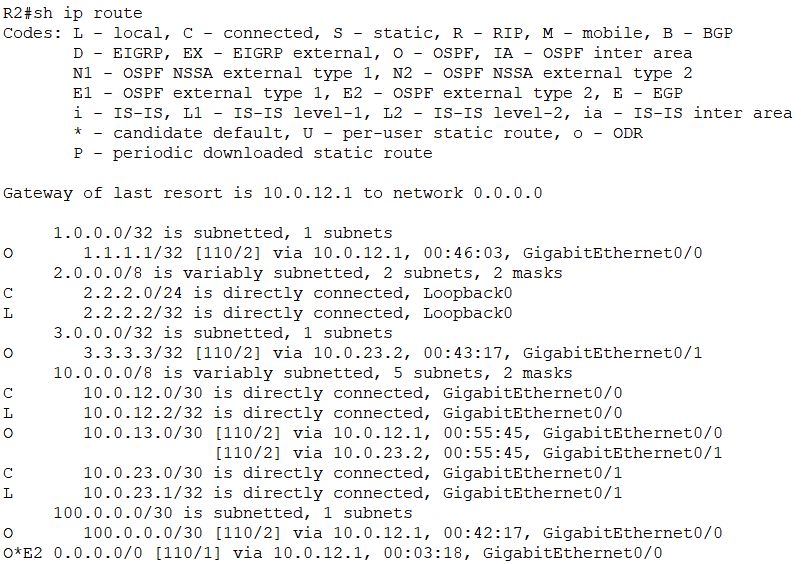 R2#sh ip route
Codes: L - local, C - connected, S - static, R - RIP, M - mobile, B - BGP
       D - EIGRP, EX - EIGRP external, O - OSPF, IA - OSPF inter area
       N1 - OSPF NSSA external type 1, N2 - OSPF NSSA external type 2
       E1 - OSPF external type 1, E2 - OSPF external type 2, E - EGP
       i - IS-IS, L1 - IS-IS level-1, L2 - IS-IS level-2, ia - IS-IS inter area
       * - candidate default, U - per-user static route, o - ODR
       P - periodic downloaded static route

Gateway of last resort is 10.0.12.1 to network 0.0.0.0

     1.0.0.0/32 is subnetted, 1 subnets
O       1.1.1.1/32 [110/2] via 10.0.12.1, 00:46:03, GigabitEthernet0/0
     2.0.0.0/8 is variably subnetted, 2 subnets, 2 masks
C       2.2.2.0/24 is directly connected, Loopback0
L       2.2.2.2/32 is directly connected, Loopback0
     3.0.0.0/32 is subnetted, 1 subnets
O       3.3.3.3/32 [110/2] via 10.0.23.2, 00:43:17, GigabitEthernet0/1
     10.0.0.0/8 is variably subnetted, 5 subnets, 2 masks
C       10.0.12.0/30 is directly connected, GigabitEthernet0/0
L       10.0.12.2/32 is directly connected, GigabitEthernet0/0
O       10.0.13.0/30 [110/2] via 10.0.12.1, 00:55:45, GigabitEthernet0/0
                     [110/2] via 10.0.23.2, 00:55:45, GigabitEthernet0/1
C       10.0.23.0/30 is directly connected, GigabitEthernet0/1
L       10.0.23.1/32 is directly connected, GigabitEthernet0/1
     100.0.0.0/30 is subnetted, 1 subnets
O       100.0.0.0/30 [110/2] via 10.0.12.1, 00:42:17, GigabitEthernet0/0
O*E2 0.0.0.0/0 [110/1] via 10.0.12.1, 00:03:18, GigabitEthernet0/0